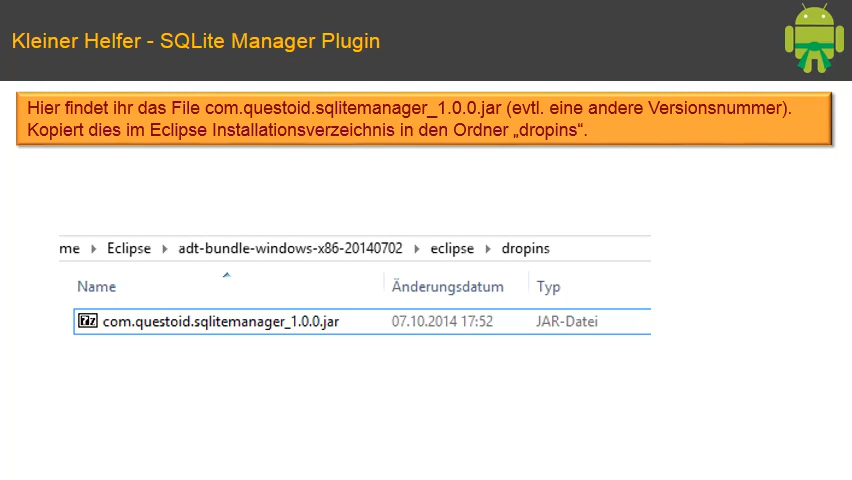 Kleiner Helfer - SQLite Manager Plugin
Hier findet ihr das File com.questoid.sqlitemanager_1.0.0.jar (evtl. eine andere Versionsnummer).
Kopiert dies im Eclipse Installationsverzeichnis in den Ordner „dropins“.
me Eclipse adt-bundle-windows-x86-20140702 eclipse dropins
Name Änderungsdatum Typ
com.questoid.sqlitemanager_1.0.0.jar 07.10.2014 17:52 JAR-Datei